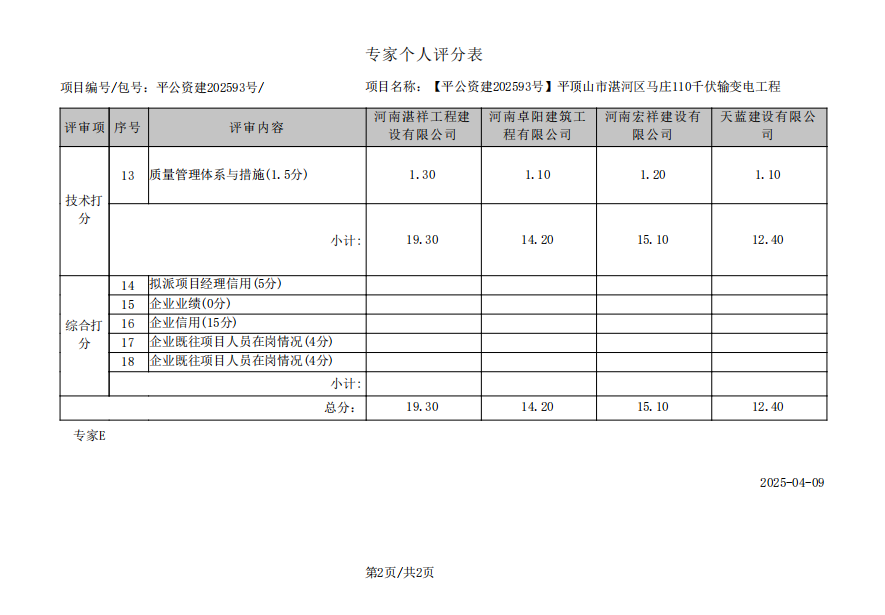 专家个人评分表
项目编号/包号：平公资建202593号/ 项目名称：【平公资建202593号】平顶山市湛河区马庄110千伏输变电工程
评审项 序号 评审内容 河南湛祥工程建设有限公司 河南卓阳建筑工程有限公司 河南宏祥建设有限公司 天蓝建设有限公司
技术打分
13 质量管理体系与措施(1.5分) 1.30 1.10 1.20 1.10
小计: 19.30 14.20 15.10 12.40
综合打分
14 拟派项目经理信用(5分)
15 企业业绩(0分)
16 企业信用(15分)
17 企业既往项目人员在岗情况(4分)
18 企业既往项目人员在岗情况(4分)
小计:
总分: 19.30 14.20 15.10 12.40
专家E
2025-04-09
第2页/共2页